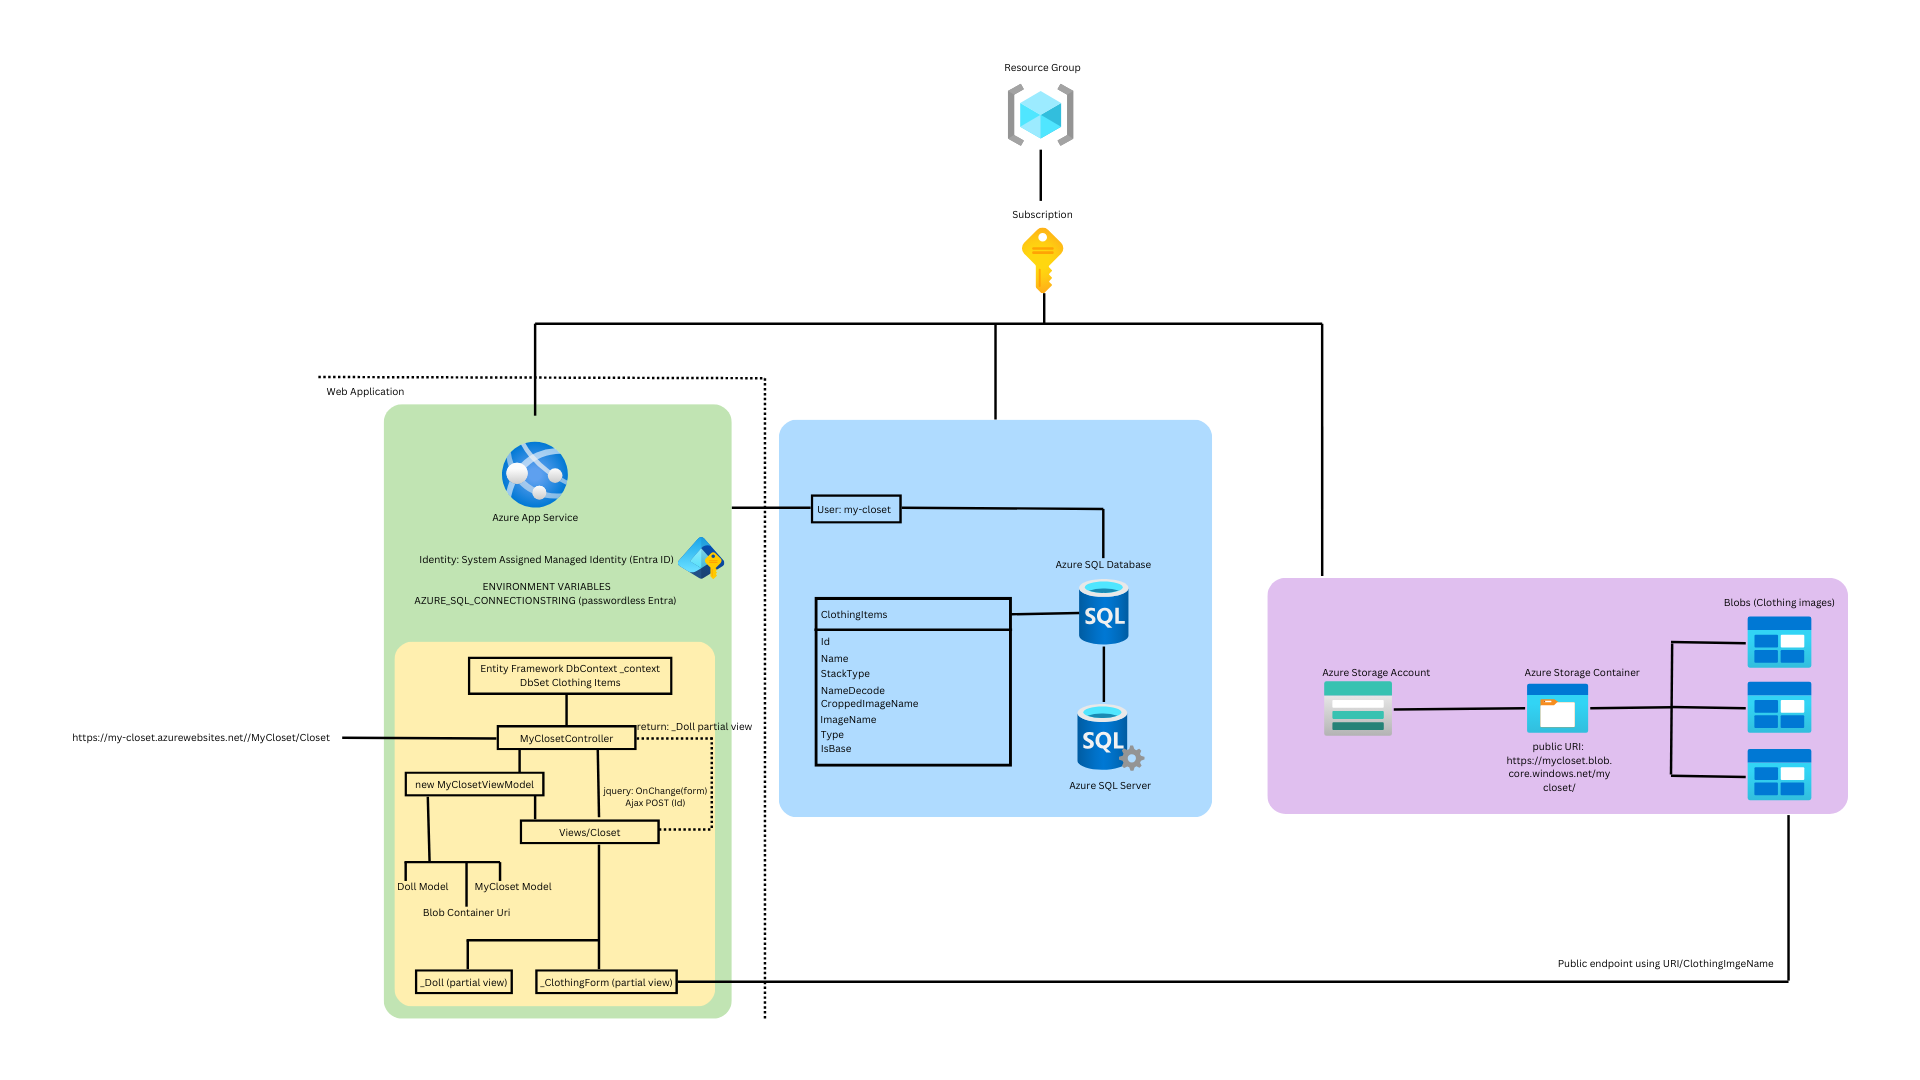 Resource Group
Subscription
Web Application
Azure App Service
Identity: System Assigned Managed Identity (Entra ID)
ENVIRONMENT VARIABLES
AZURE_SQL_CONNECTIONSTRING (passwordless Entra)
Entity Framework DbContext _context
DbSet Clothing Items
return: _Doll partial view
https://my-closet.azurewebsites.net//MyCloset/Closet
MyClosetController
new MyClosetViewModel
jquery: OnChange(form)
Ajax POST (Id)
Views/Closet
Doll Model
MyCloset Model
Blob Container Uri
_Doll (partial view)
_ClothingForm (partial view)
User: my-closet
Azure SQL Database
SQL
ClothingItems
Id
Name
StackType
NameDecode
CroppedImageName
ImageName
Type
IsBase
SQL
Azure SQL Server
Blobs (Clothing images)
Azure Storage Account
Azure Storage Container
public URI:
https://mycloset.blob.
core.windows.net/my
closet/
Public endpoint using URI/ClothingImgeName